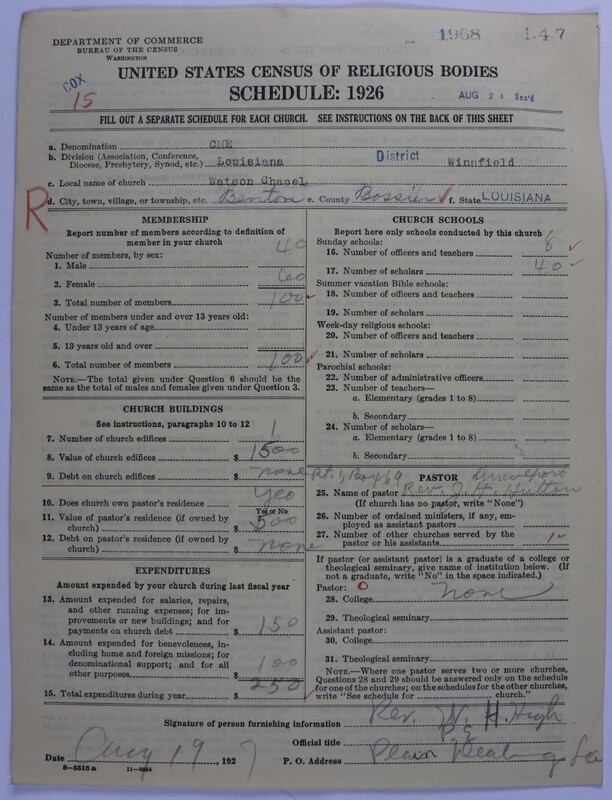 DEPARTMENT OF COMMERCE
BUREAU OF THE CENSUS
WASHINGTON
1968 1-4-7
COX
15
UNITED STATES CENSUS OF RELIGIOUS BODIES
SCHEDULE: 1926
AUG 24 Rec'd
FILL OUT A SEPARATE SCHEDULE FOR EACH CHURCH. SEE INSTRUCTIONS ON THE BACK OF THIS SHEET
a. Denomination CME
b. Division (Association, Conference, Diocese, Presbytery, Synod, etc.) Louisiana District Winnfield
c. Local name of church Watson Chapel
R
d. City, town, village, or township, etc. Benton e. County Bossier f. State LOUISIANA
MEMBERSHIP
Report number of members according to definition of
member in your church
Number of members, by sex:
1. Male 40
2. Female 60
3. Total number of members 100
Number of members under and over 13 years old:
4. Under 13 years of age
5. 13 years old and over
6. Total number of members 100
NOTE.—The total given under Question 6 should be the
same as the total of males and females given under Question 3.
CHURCH BUILDINGS
See instructions, paragraphs 10 to 12
7. Number of church edifices 1
8. Value of church edifices $ 1500
9. Debt on church edifices $ none
10. Does church own pastor's residence Yes
Yes or No
11. Value of pastor's residence (if owned by
church) $ 500
12. Debt on pastor's residence (if owned by
church) $ none
EXPENDITURES
Amount expended by your church during last fiscal year
13. Amount expended for salaries, repairs,
and other running expenses; for im-
provements or new buildings; and for
payments on church debt $ 150
14. Amount expended for benevolences,
including home and foreign missions; for
denominational support; and for all
other purposes $ 100
15. Total expenditures during year $ 250
CHURCH SCHOOLS
Report here only schools conducted by this church
Sunday schools:
16. Number of officers and teachers 8
17. Number of scholars 40
Summer vacation Bible schools:
18. Number of officers and teachers
19. Number of scholars
Week-day religious schools:
20. Number of officers and teachers
21. Number of scholars
Parochial schools:
22. Number of administrative officers
23. Number of teachers—
a. Elementary (grades 1 to 8)
b. Secondary
24. Number of scholars—
a. Elementary (grades 1 to 8)
b. Secondary
Rt. 1, Box 69 Shreveport
PASTOR
25. Name of pastor Rev. J. H. Hutton
(If church has no pastor, write "None")
26. Number of ordained ministers, if any, em-
ployed as assistant pastors
27. Number of other churches served by the
pastor or his assistants 1
If pastor (or assistant pastor) is a graduate of a college or
theological seminary, give name of institution below. (If
not a graduate, write "No" in the space indicated.)
Pastor: none
28. College
29. Theological seminary
Assistant pastor:
30. College
31. Theological seminary
NOTE.—Where one pastor serves two or more churches,
Questions 28 and 29 should be answered only on the schedule
for one of the churches; on the schedules for the other churches,
write "See schedule for church."
Signature of person furnishing information Rev. W. H. High
Official title P E
Date Aug 19, 1927 P. O. Address Plain Dealing La
8—5518a 11—9034